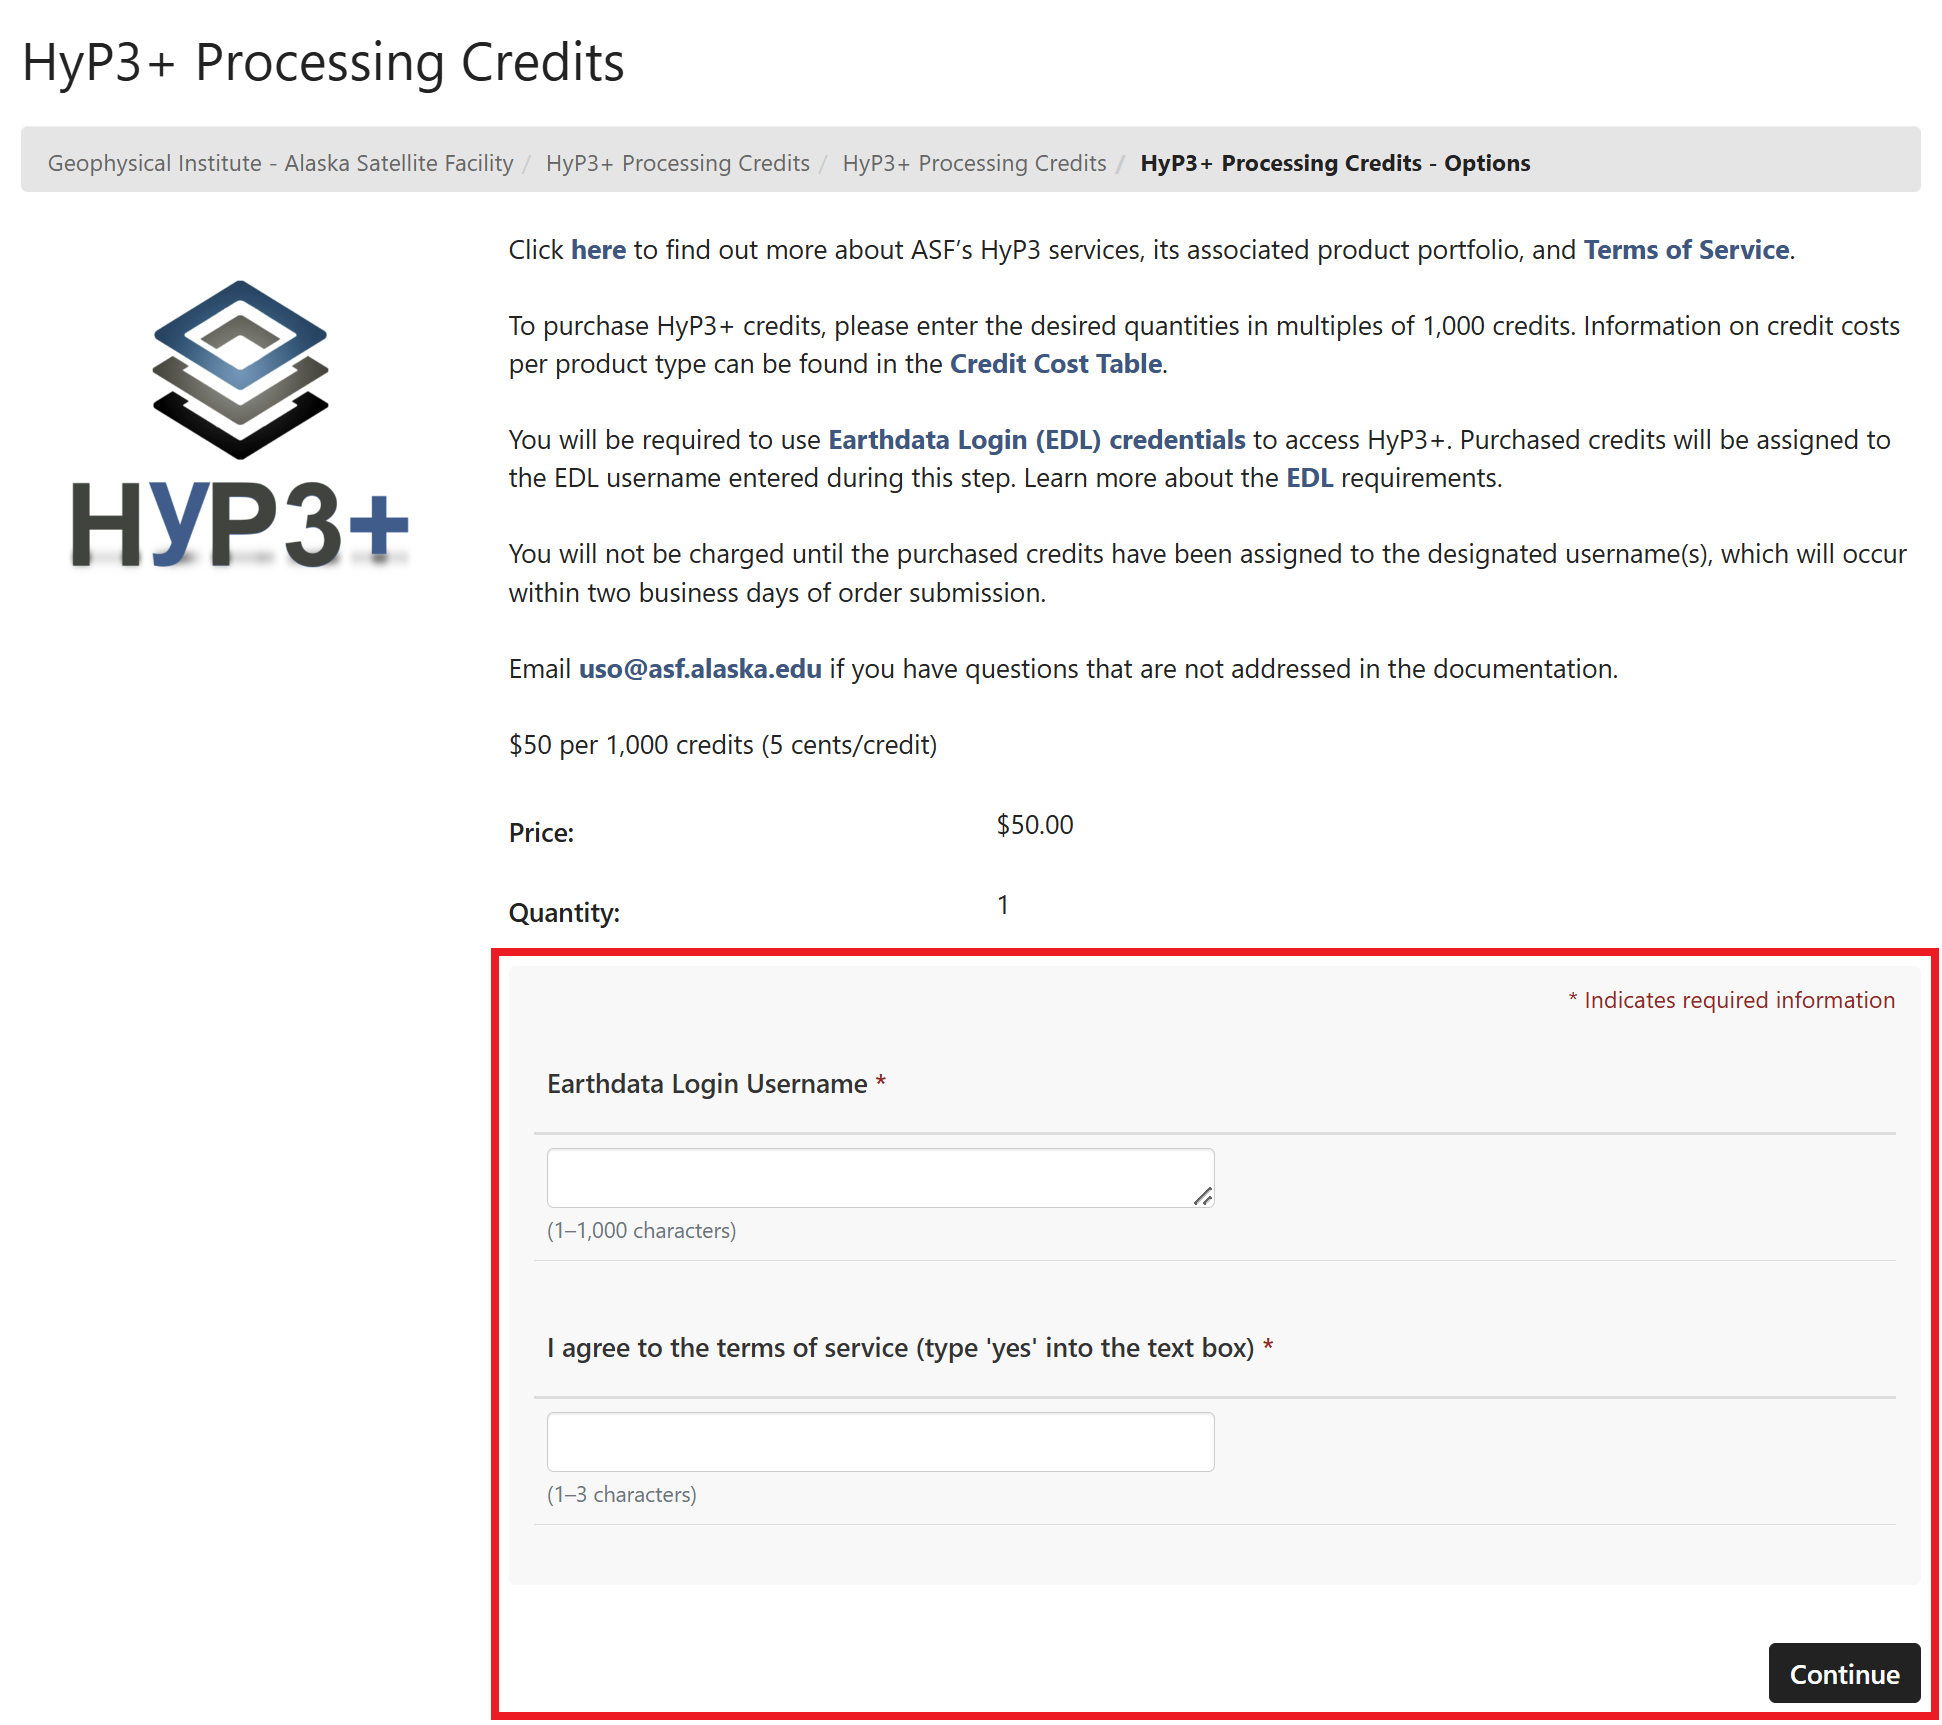 HyP3+ Processing Credits
Geophysical Institute - Alaska Satellite Facility / HyP3+ Processing Credits / HyP3+ Processing Credits / HyP3+ Processing Credits - Options
HyP3+
Click here to find out more about ASF’s HyP3 services, its associated product portfolio, and Terms of Service.
To purchase HyP3+ credits, please enter the desired quantities in multiples of 1,000 credits. Information on credit costs
per product type can be found in the Credit Cost Table.
You will be required to use Earthdata Login (EDL) credentials to access HyP3+. Purchased credits will be assigned to
the EDL username entered during this step. Learn more about the EDL requirements.
You will not be charged until the purchased credits have been assigned to the designated username(s), which will occur
within two business days of order submission.
Email uso@asf.alaska.edu if you have questions that are not addressed in the documentation.
$50 per 1,000 credits (5 cents/credit)
Price: $50.00
Quantity: 1
* Indicates required information
Earthdata Login Username *
(1–1,000 characters)
I agree to the terms of service (type 'yes' into the text box) *
(1–3 characters)
Continue